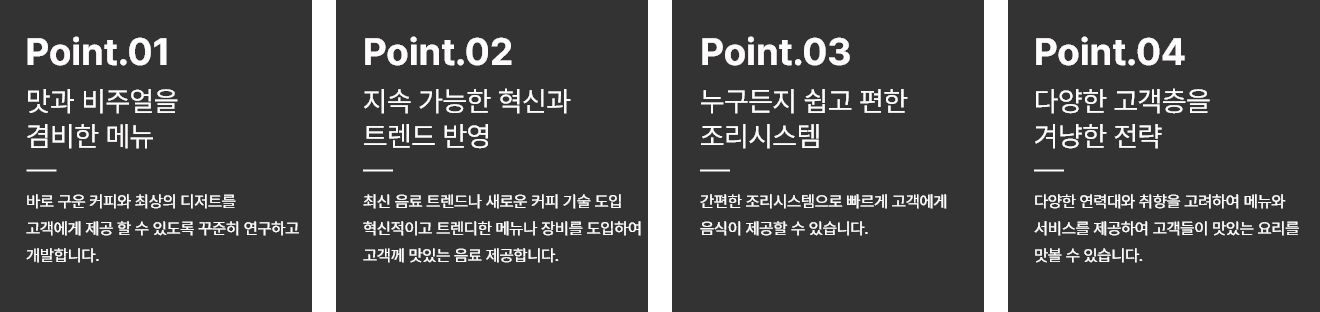 Point.01
맛과 비주얼을
겸비한 메뉴
바로 구운 커피와 최상의 디저트를
고객에게 제공 할 수 있도록 꾸준히 연구하고
개발합니다.
Point.02
지속 가능한 혁신과
트렌드 반영
최신 음료 트렌드나 새로운 커피 기술 도입
혁신적이고 트렌디한 메뉴나 장비를 도입하여
고객께 맛있는 음료 제공합니다.
Point.03
누구든지 쉽고 편한
조리시스템
간편한 조리시스템으로 빠르게 고객에게
음식이 제공할 수 있습니다.
Point.04
다양한 고객층을
겨냥한 전략
다양한 연력대와 취향을 고려하여 메뉴와
서비스를 제공하여 고객들이 맛있는 요리를
맛볼 수 있습니다.